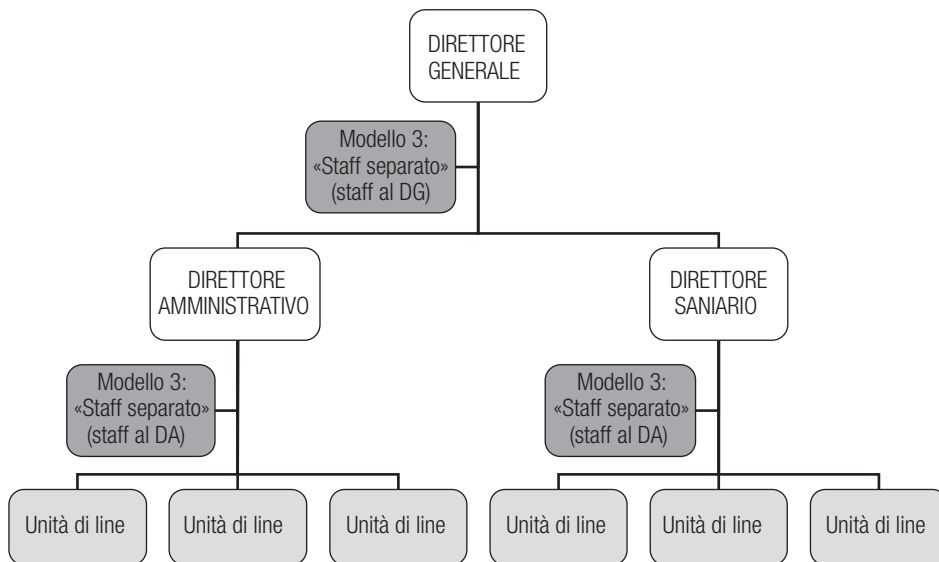 DIRETTORE
GENERALE
Modello 3:
«Staff separato»
(staff al DG)
DIRETTORE
AMMINISTRATIVO
DIRETTORE
SANIARIO
Modello 3:
«Staff separato»
(staff al DA)
Modello 3:
«Staff separato»
(staff al DA)
Unità di line
Unità di line
Unità di line
Unità di line
Unità di line
Unità di line